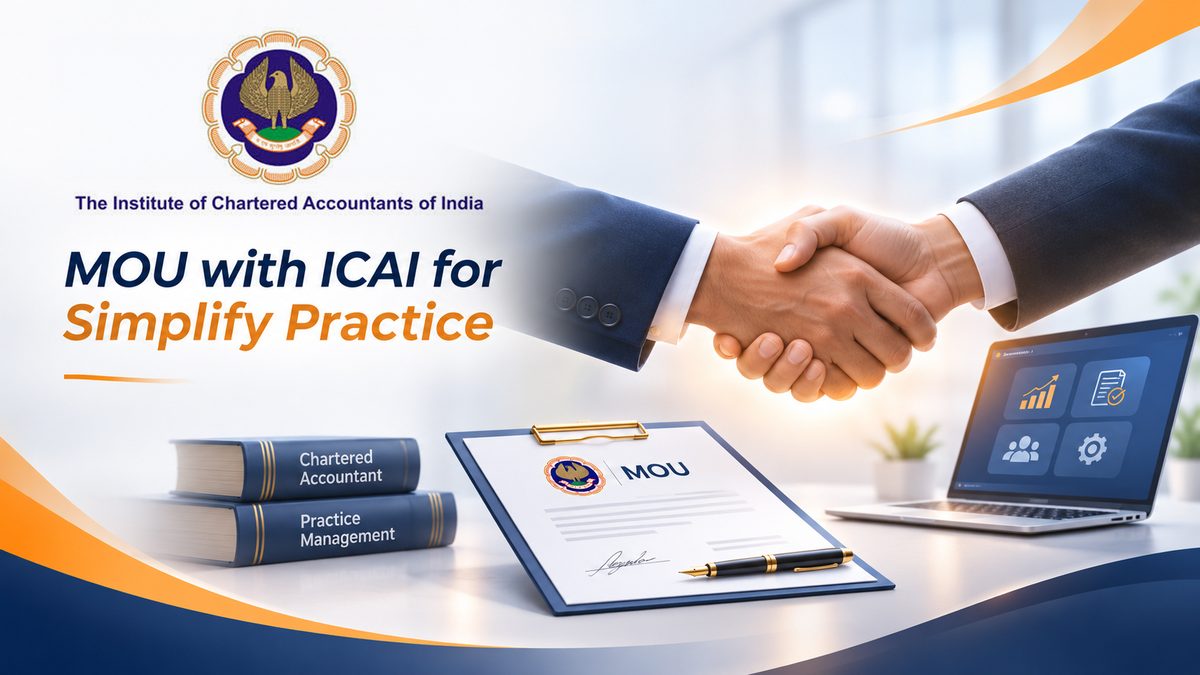 The Institute of Chartered Accountants of India
MOU with ICAI for
Simplify Practice
Chartered
Accountant
Practice
Management
MOU